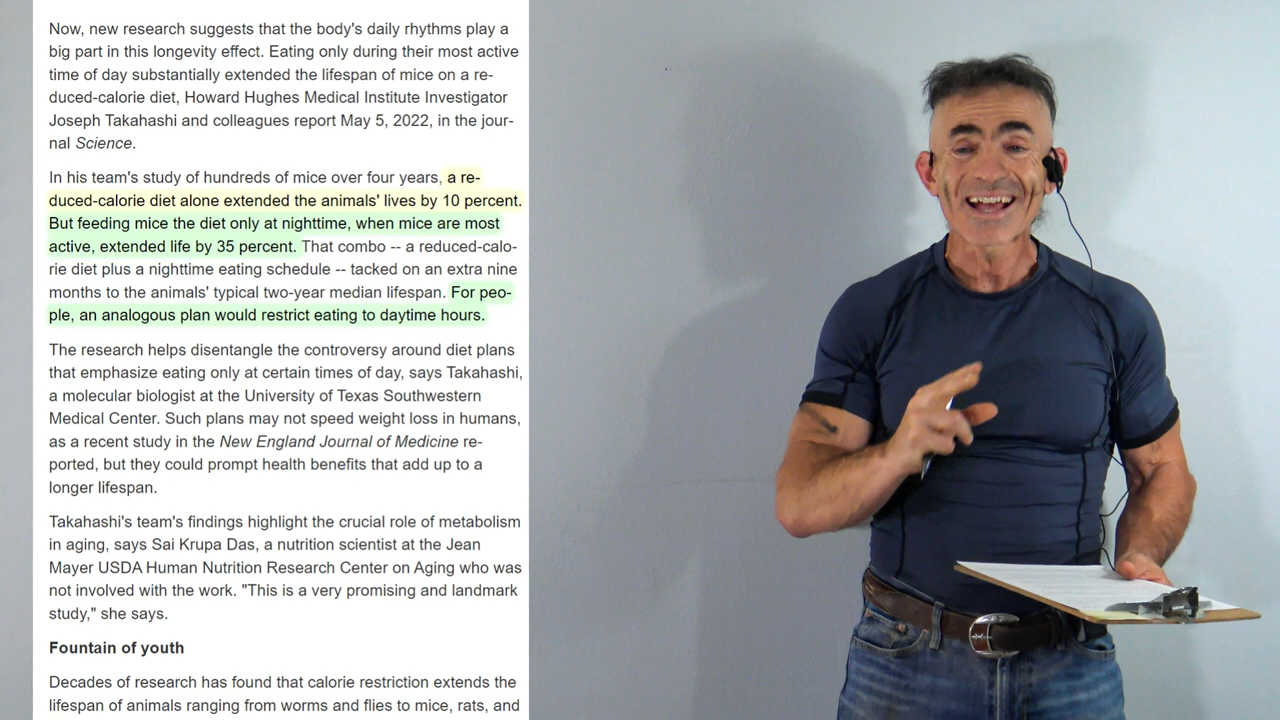 Now, new research suggests that the body's daily rhythms play a
big part in this longevity effect. Eating only during their most active
time of day substantially extended the lifespan of mice on a re-
duced-calorie diet, Howard Hughes Medical Institute Investigator
Joseph Takahashi and colleagues report May 5, 2022, in the jour-
nal Science.
In his team's study of hundreds of mice over four years, a re-
duced-calorie diet alone extended the animals' lives by 10 percent.
But feeding mice the diet only at nighttime, when mice are most
active, extended life by 35 percent. That combo -- a reduced-calo-
rie diet plus a nighttime eating schedule -- tacked on an extra nine
months to the animals' typical two-year median lifespan. For peo-
ple, an analogous plan would restrict eating to daytime hours.
The research helps disentangle the controversy around diet plans
that emphasize eating only at certain times of day, says Takahashi,
a molecular biologist at the University of Texas Southwestern
Medical Center. Such plans may not speed weight loss in humans,
as a recent study in the New England Journal of Medicine re-
ported, but they could prompt health benefits that add up to a
longer lifespan.
Takahashi's team's findings highlight the crucial role of metabolism
in aging, says Sai Krupa Das, a nutrition scientist at the Jean
Mayer USDA Human Nutrition Research Center on Aging who was
not involved with the work. "This is a very promising and landmark
study," she says.
Fountain of youth
Decades of research has found that calorie restriction extends the
lifespan of animals ranging from worms and flies to mice, rats, and